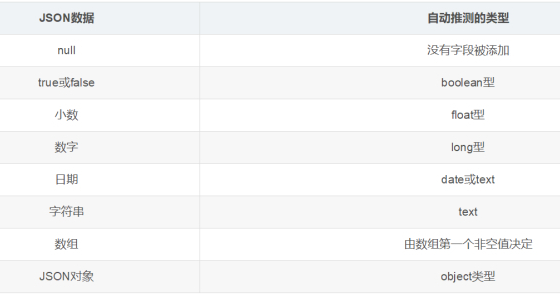 JSON数据 自动推测的类型
null 没有字段被添加
true或false boolean型
小数 float型
数字 long型
日期 date或text
字符串 text
数组 由数组第一个非空值决定
JSON对象 object类型